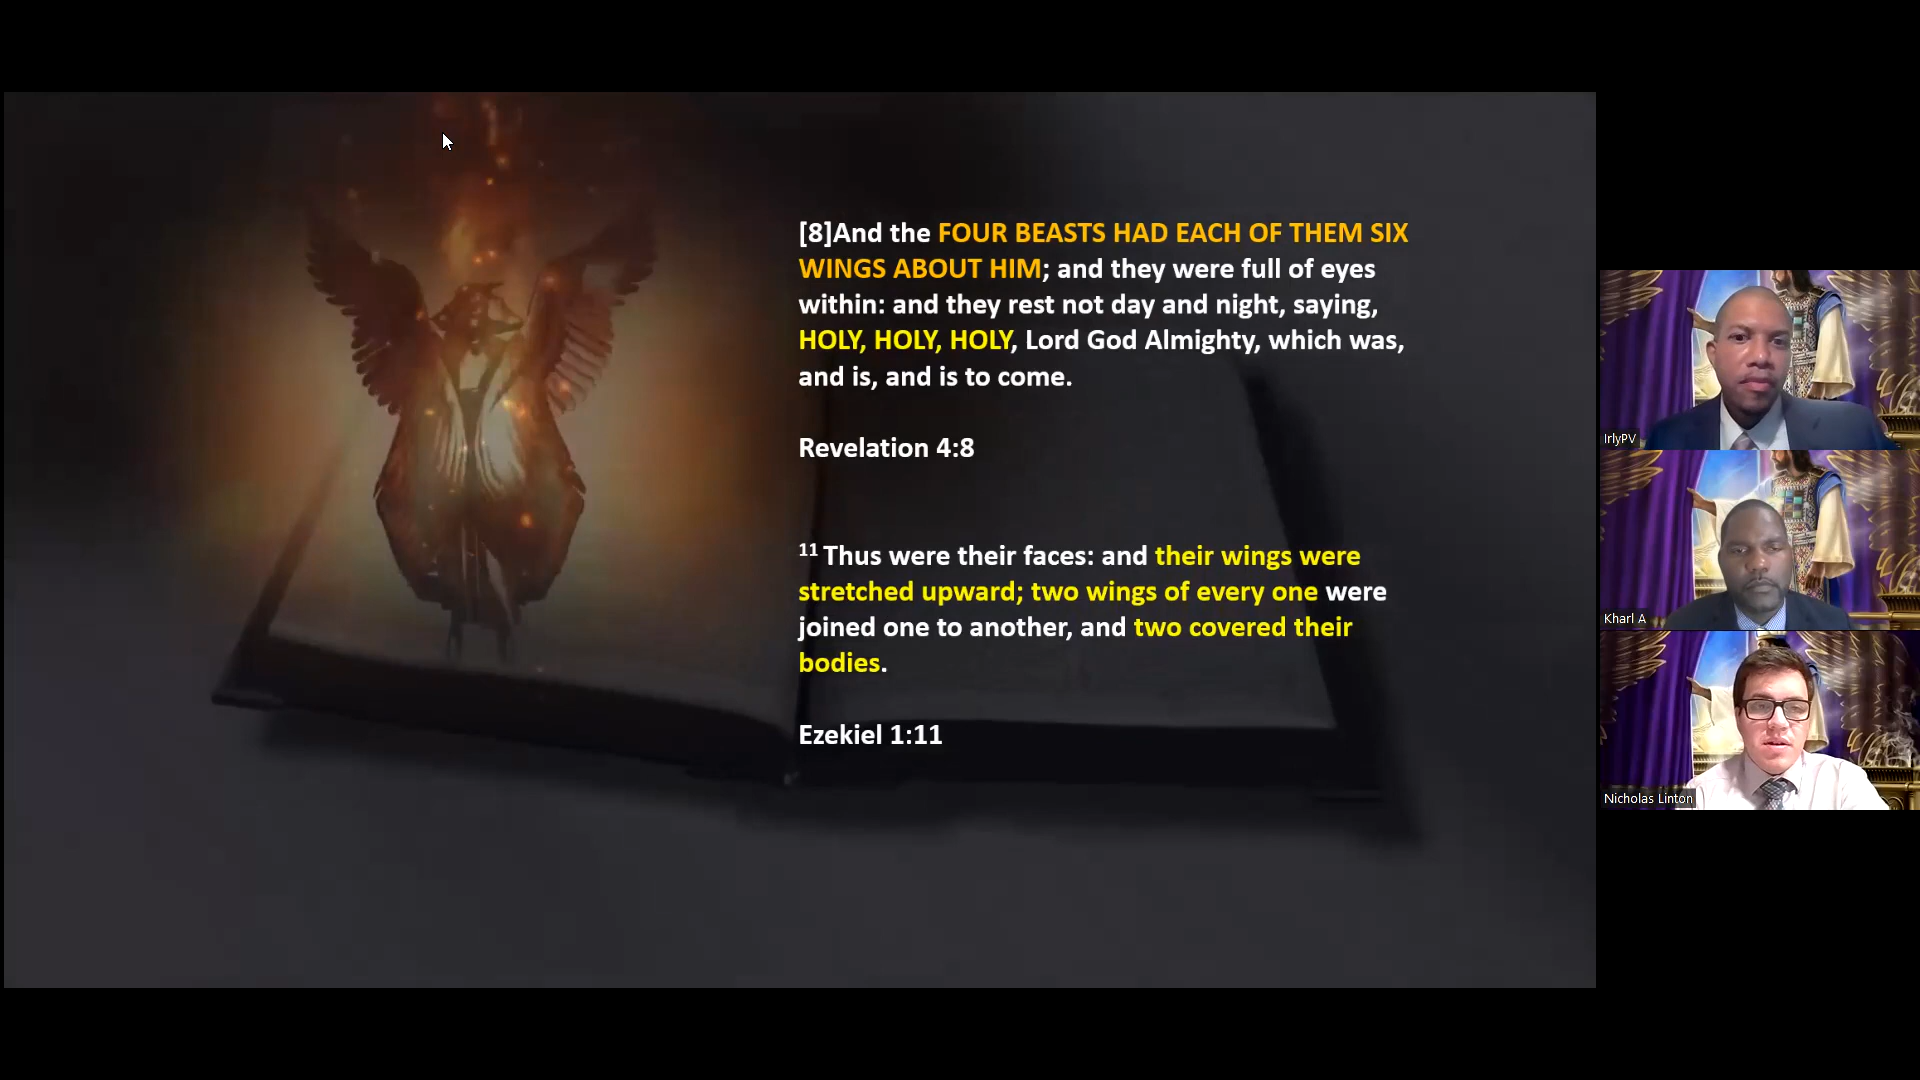 [8]And the FOUR BEASTS HAD EACH OF THEM SIX
WINGS ABOUT HIM; and they were full of eyes
within: and they rest not day and night, saying,
HOLY, HOLY, HOLY, Lord God Almighty, which was,
and is, and is to come.
Revelation 4:8
11 Thus were their faces: and their wings were
stretched upward; two wings of every one were
joined one to another, and two covered their
bodies.
Ezekiel 1:11
IrlyPV
Kharl A
Nicholas Linton